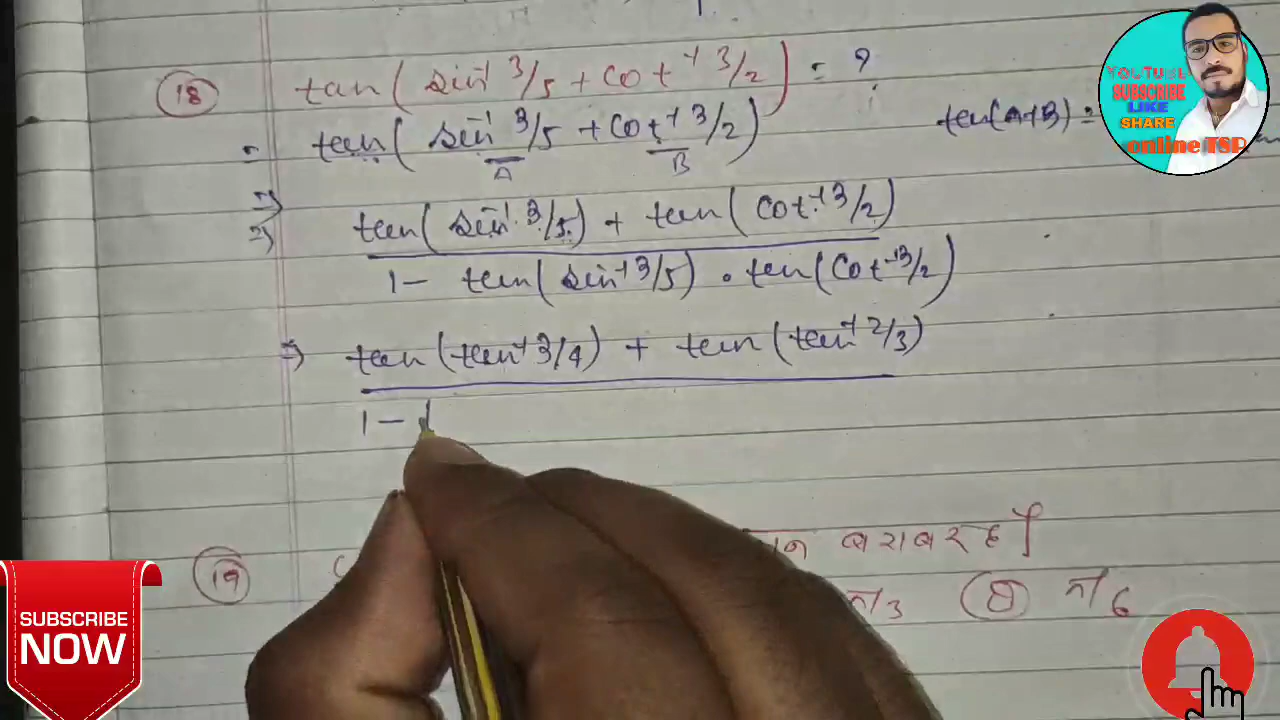 (18) tan( sin⁻¹ 3/5 + cot⁻¹ 3/2 ) = ?
= tan( sin⁻¹ 3/5 + cot⁻¹ 3/2 )
A B
tan(A+B) =
⇒ tan( sin⁻¹ 3/5 ) + tan( cot⁻¹ 3/2 )
1 - tan( sin⁻¹ 3/5 ) . tan( cot⁻¹ 3/2 )
⇒ tan( tan⁻¹ 3/4 ) + tan( tan⁻¹ 2/3 )
1 -
(19) बराबर है
π/3 (D) π/6
YOUTUBE
SUBSCRIBE
LIKE
SHARE
online TSP
SUBSCRIBE
NOW